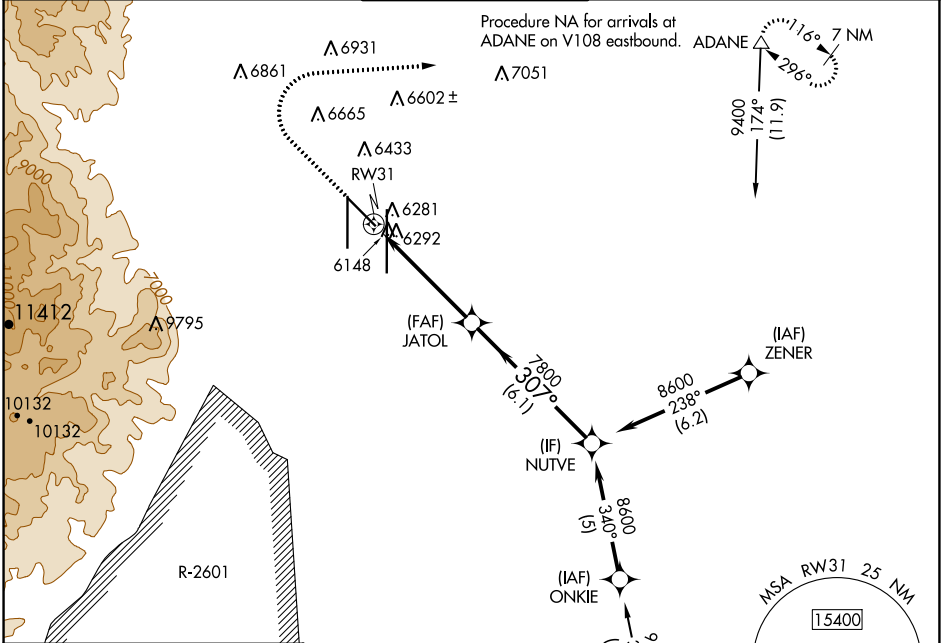 Procedure NA for arrivals at
ADANE on V108 eastbound.
ADANE
116°
7 NM
296°
9400
174°
(11.9)
6931
6861
7051
6602 ±
6665
6433
RW31
6281
6292
6148
9000
7000
11412
9795
10132
10132
(FAF)
JATOL
7800
307°
(6.1)
(IAF)
ZENER
8600
238°
(6.2)
(IF)
NUTVE
8600
340°
(5)
(IAF)
ONKIE
R-2601
MSA RW31 25 NM
15400